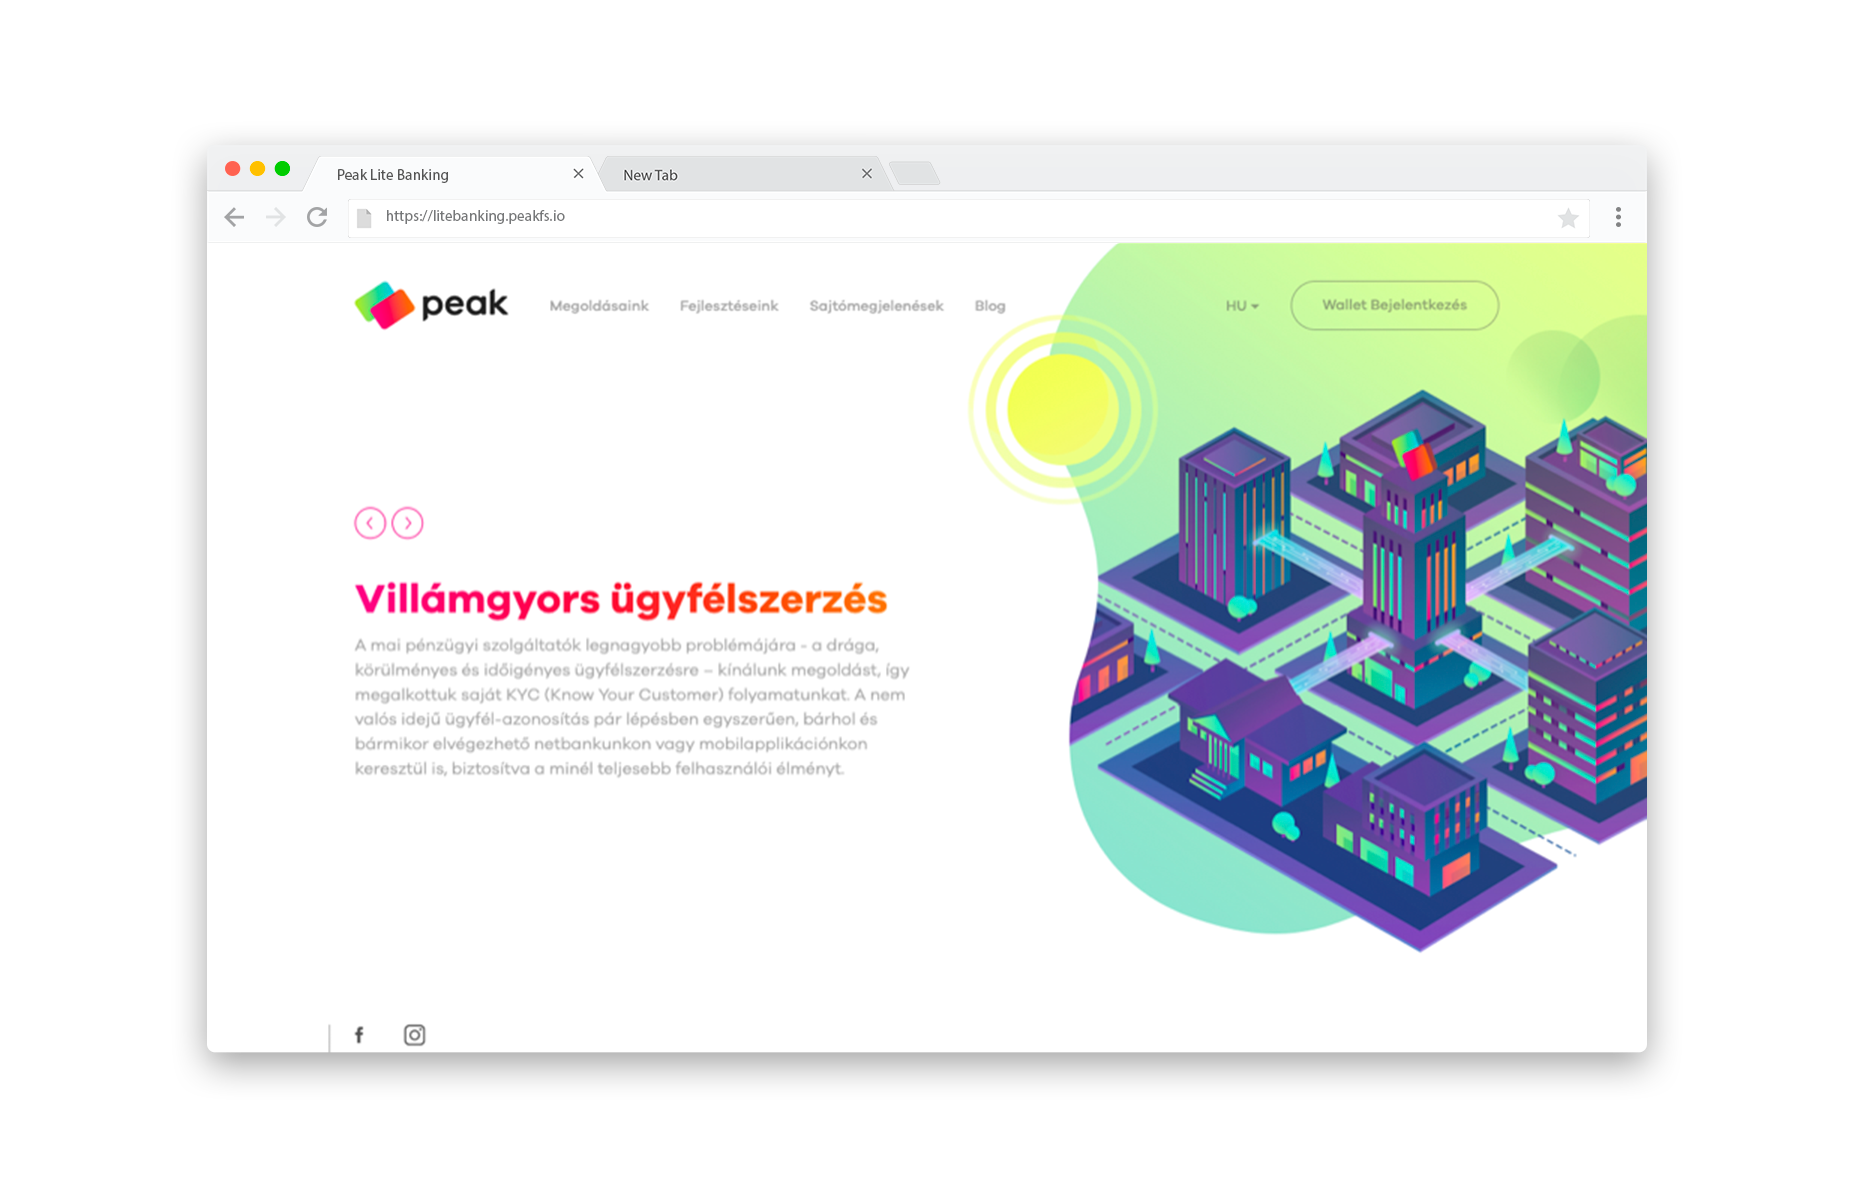 Peak Lite Banking
New Tab
https://litebanking.peakfs.io
peak
Megoldásaink
Fejlesztéseink
Sajtómegjelenések
Blog
HU
Wallet Bejelentkezés
Villámgyors ügyfélszerzés
A mai pénzügyi szolgáltatók legnagyobb problémájára - a drága,
körülményes és időigényes ügyfélszerzésre – kínálunk megoldást, így
megalkottuk saját KYC (Know Your Customer) folyamatunkat. A nem
valós idejű ügyfél-azonosítás pár lépésben egyszerűen, bárhol és
bármikor elvégezhető netbankunkon vagy mobilapplikációnkon
keresztül is, biztosítva a minél teljesebb felhasználói élményt.